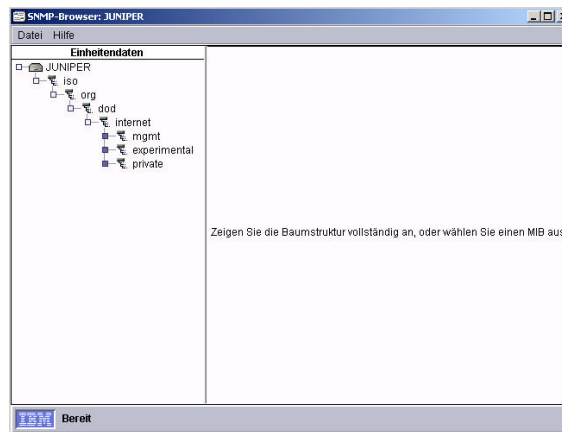 SNMP-Browser: JUNIPER
Datei Hilfe
Einheitendaten
JUNIPER
iso
org
dod
internet
mgmt
experimental
private
Zeigen Sie die Baumstruktur vollständig an, oder wählen Sie einen MIB aus
IBM Bereit